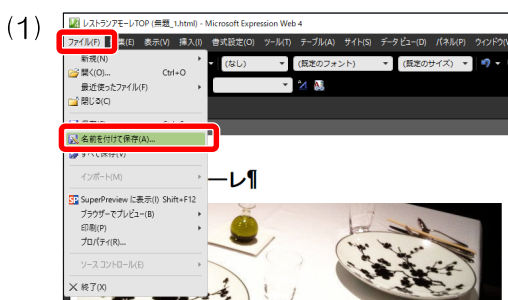 (1)
レストランアモーレTOP (無題_1.html) - Microsoft Expression Web 4
ファイル(F) 集(E) 表示(V) 挿入(I) 書式設定(O) ツール(T) テーブル(A) サイト(S) データ ビュー(D) パネル(P) ウィンドウ(W
新規(N)
(なし) (既定のフォント) (既定のサイズ)
開く(O)... Ctrl+O
最近使ったファイル(F)
閉じる(C)
名前を付けて保存(A)...
すべて保存(V)
インポート(M)
ーレ¶
SuperPreview に表示(I) Shift+F12
ブラウザーでプレビュー(B)
印刷(P)
プロパティ(R)...
ソース コントロール(E)
終了(X)